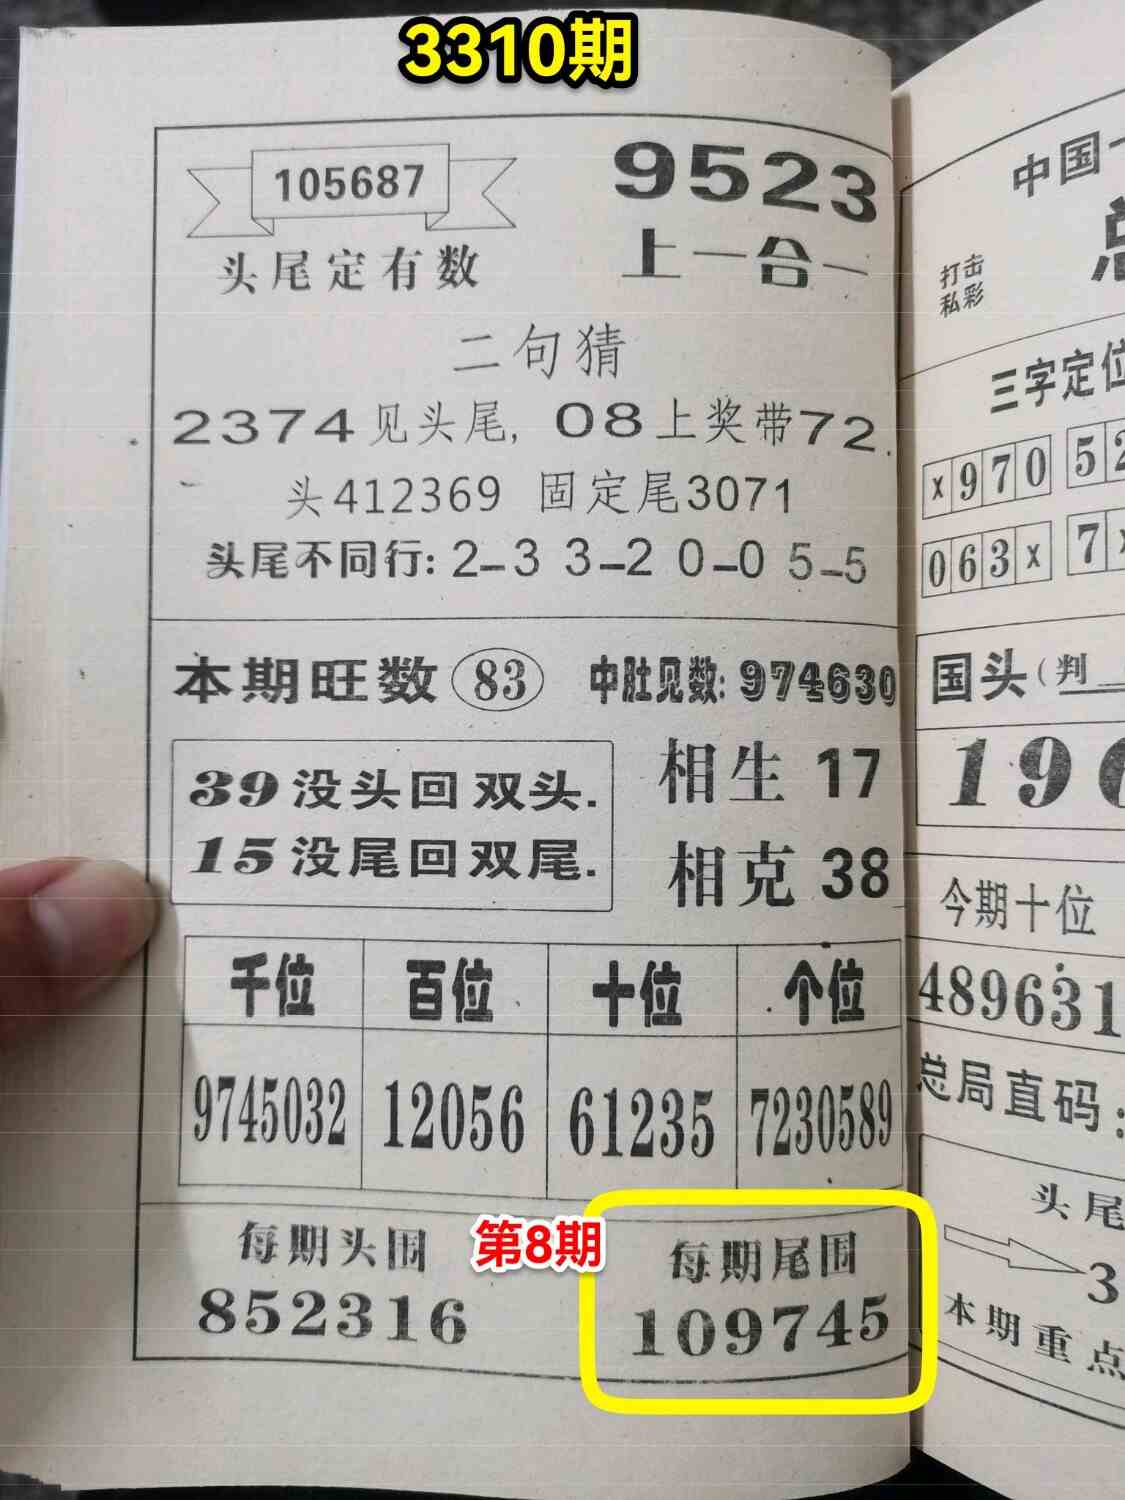 3310期
105687
头尾定有数
9523
上一合一
二句猜
2374见头尾,08上奖带72.
头412369 固定尾3071
头尾不同行:2-3 3-2 0-0 5-5
本期旺数 83
中肚见数:974630
39没头回双头.
15没尾回双尾.
相生 17
相克 38
千位 百位 十位 个位
9745032 12056 61235 7230589
每期头围
852316
第8期
每期尾围
109745
中国
打击
私彩
三字定位
×970 52
063× 7
国头(判
196
今期十位
489631
总局直码:
头尾
3
本期重点